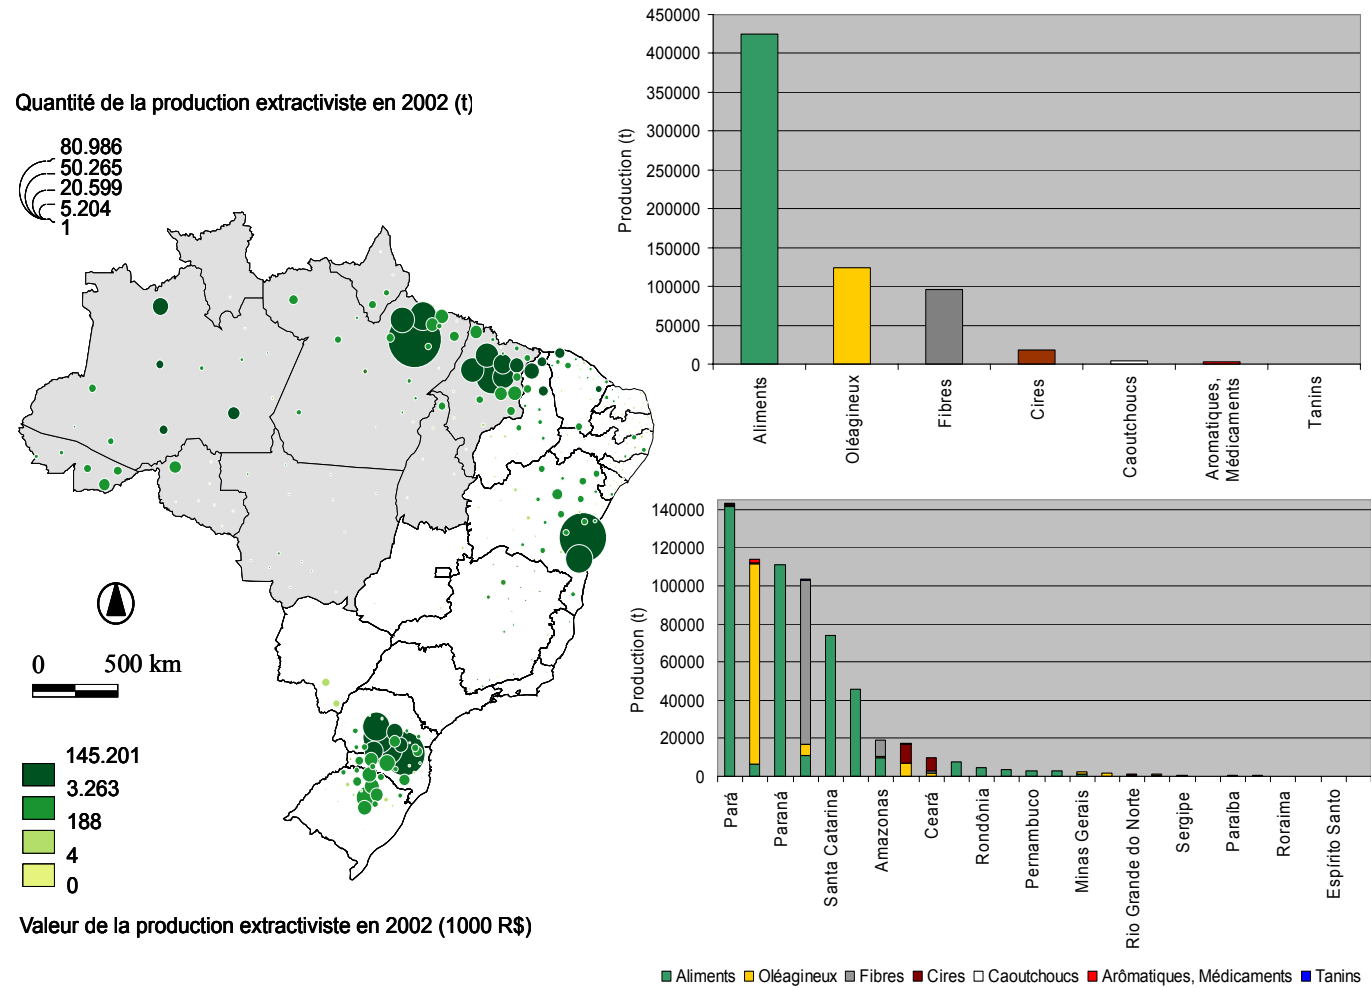 Quantité de la production extractiviste en 2002 (t)
80.986
50.265
20.599
5.204
1
0 500 km
145.201
3.263
188
4
0
Valeur de la production extractiviste en 2002 (1000 R$)
450000
400000
350000
300000
250000
200000
150000
100000
50000
0
Production (t)
Aliments
Oléagineux
Fibres
Cires
Caoutchoucs
Aromatiques,
Médicaments
Tanins
140000
120000
100000
80000
60000
40000
20000
0
Production (t)
Pará
Paraná
Santa Catarina
Amazonas
Ceará
Rondônia
Pernambuco
Minas Gerais
Rio Grande do Norte
Sergipe
Paraíba
Roraima
Espírito Santo
Aliments Oléagineux Fibres Cires Caoutchoucs Arômatiques, Médicaments Tanins